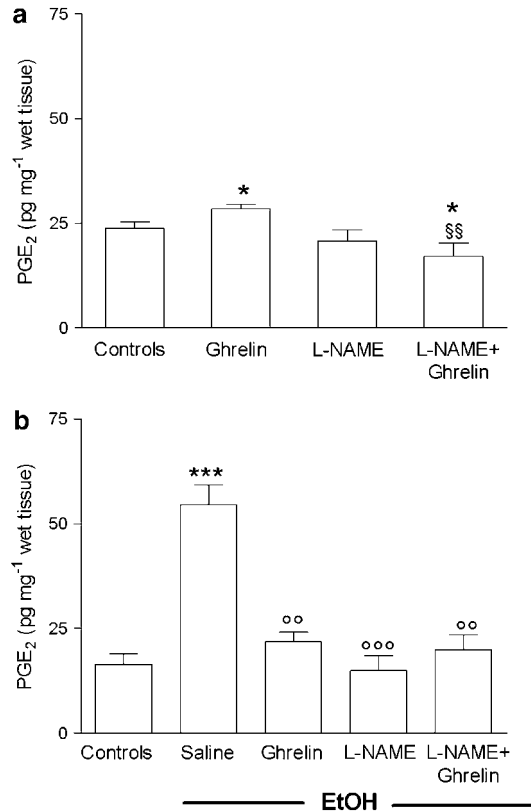 a
75
50
25
0
PGE₂ (pg mg⁻¹ wet tissue)
*
*
§§
Controls Ghrelin L-NAME L-NAME+
Ghrelin
b
75
50
25
0
PGE₂ (pg mg⁻¹ wet tissue)
***
°°
°°°
°°
Controls Saline Ghrelin L-NAME L-NAME+
Ghrelin
EtOH